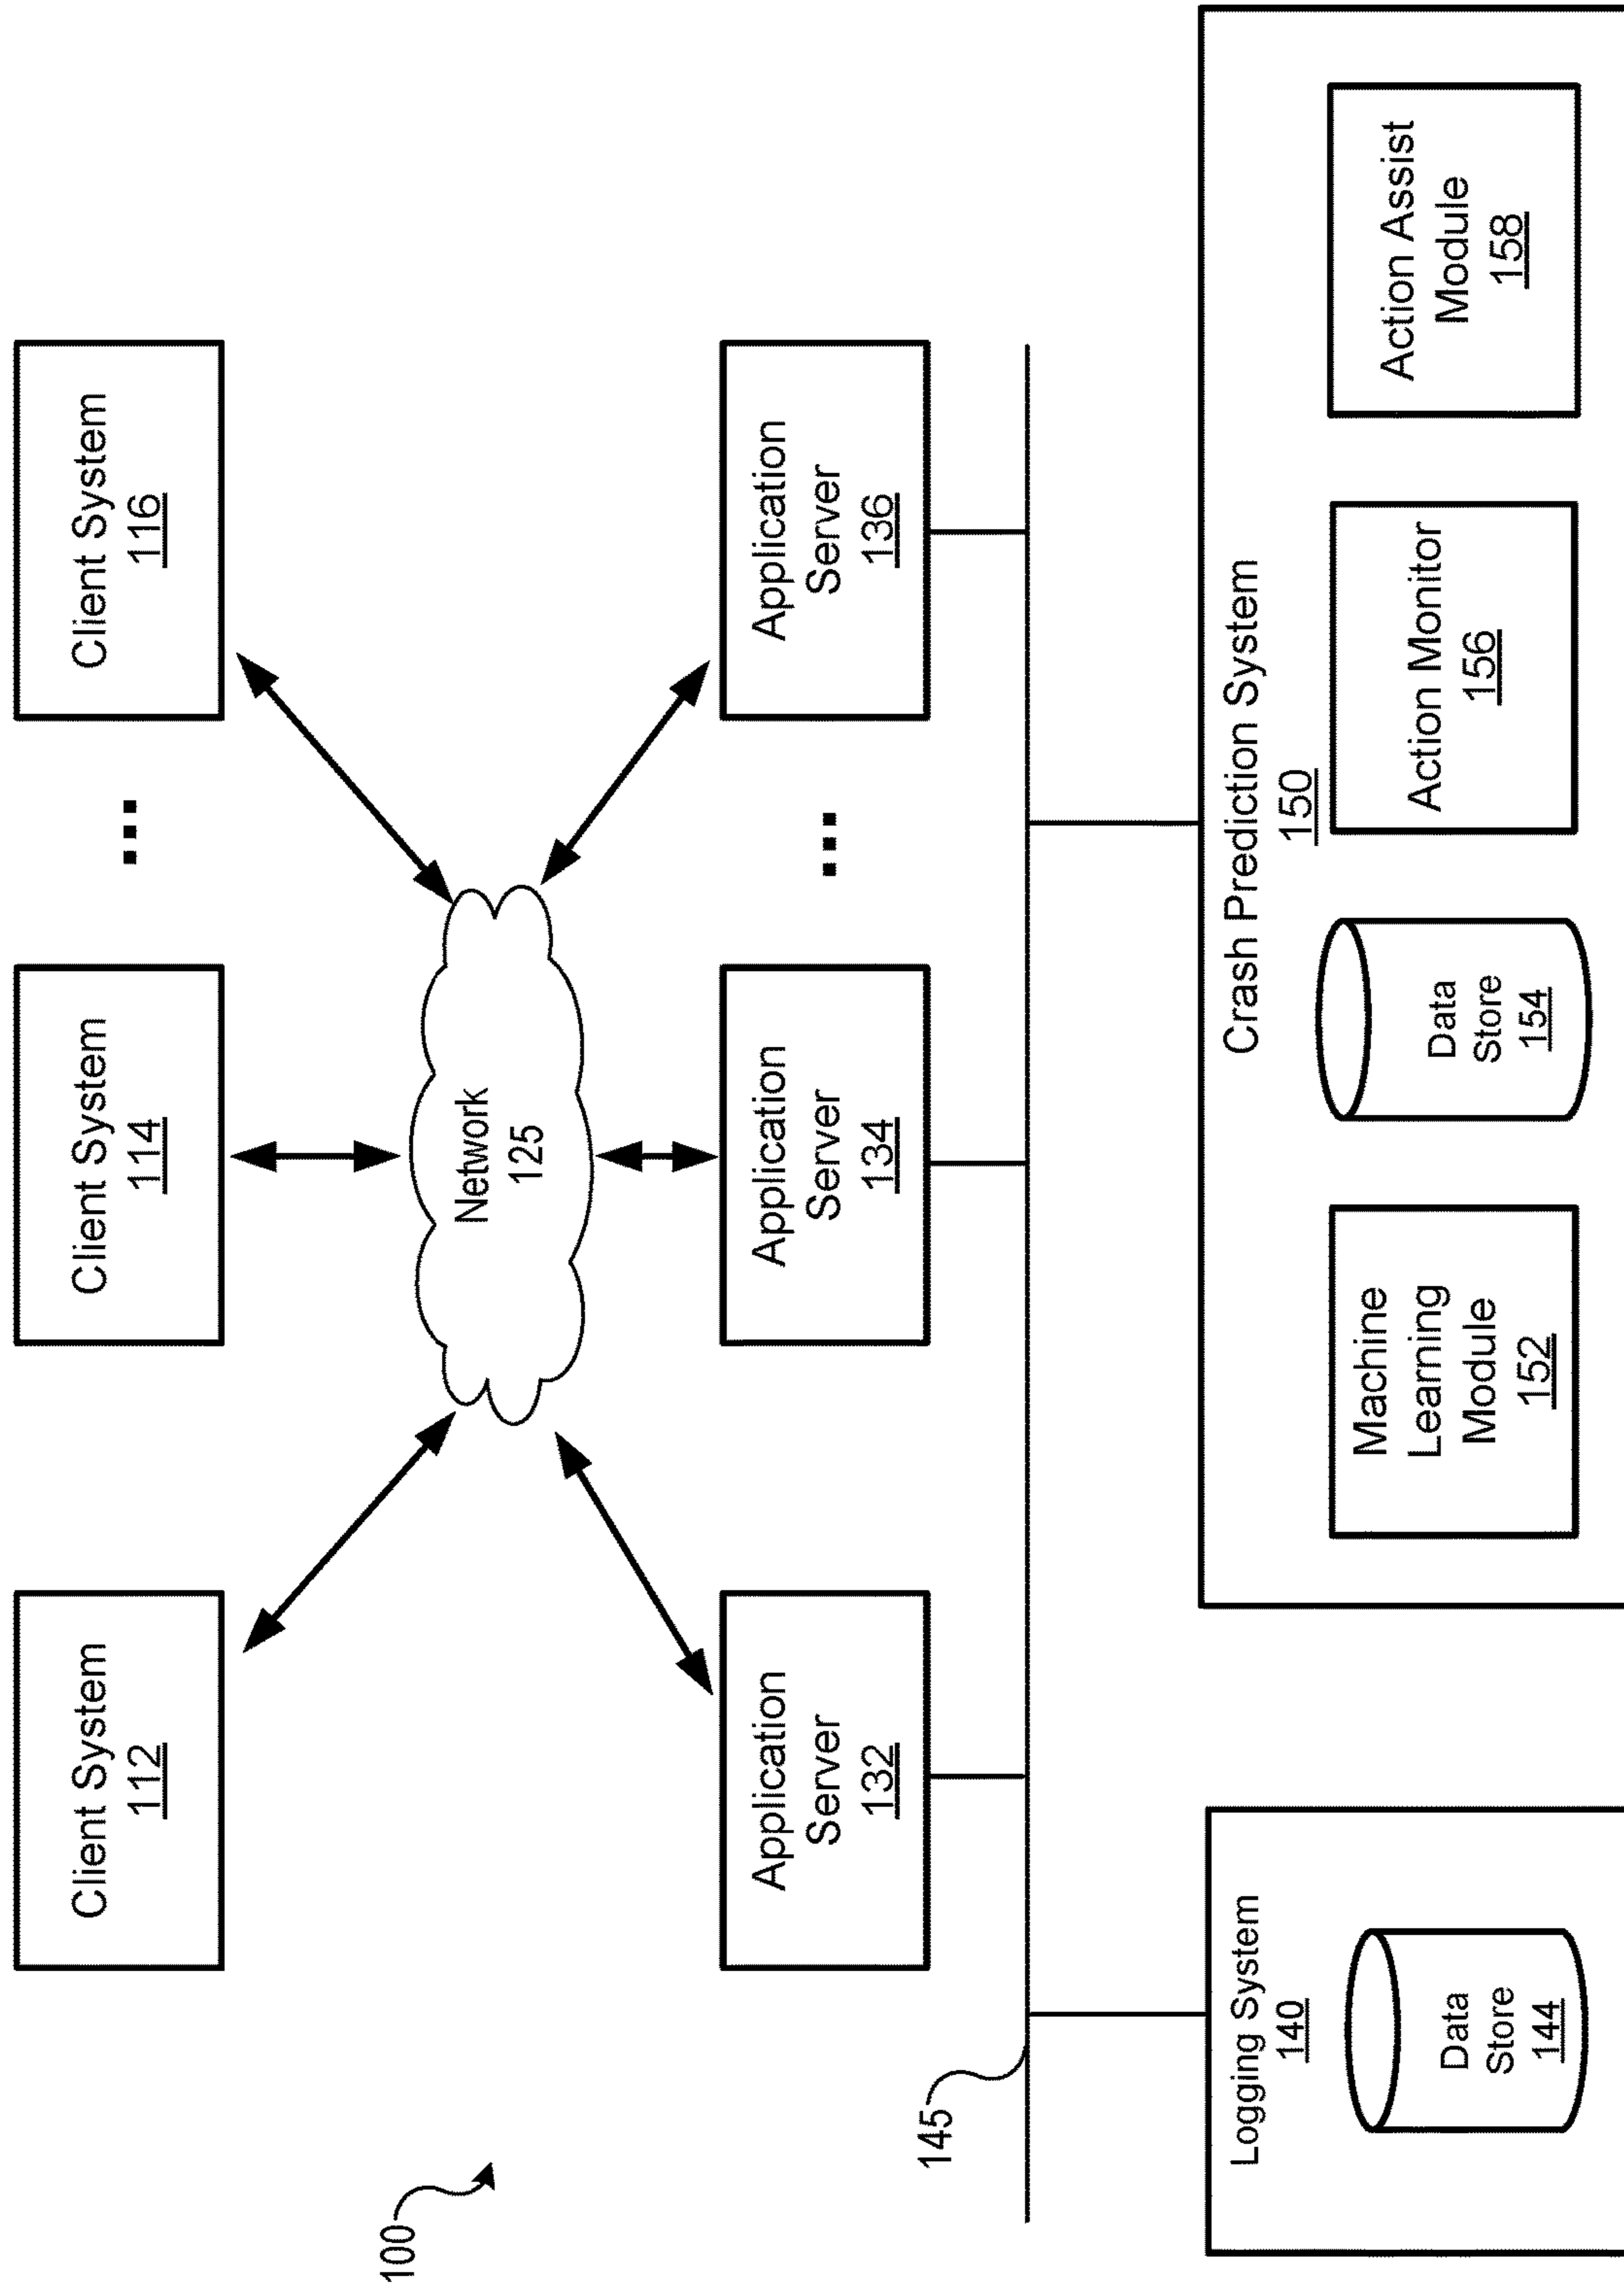 100
Client System
112
Client System
114
...
Client System
116
Network
125
Application
Server
132
Application
Server
134
...
Application
Server
136
145
Logging System
140
Data
Store
144
Crash Prediction System
150
Machine
Learning
Module
152
Data
Store
154
Action Monitor
156
Action Assist
Module
158